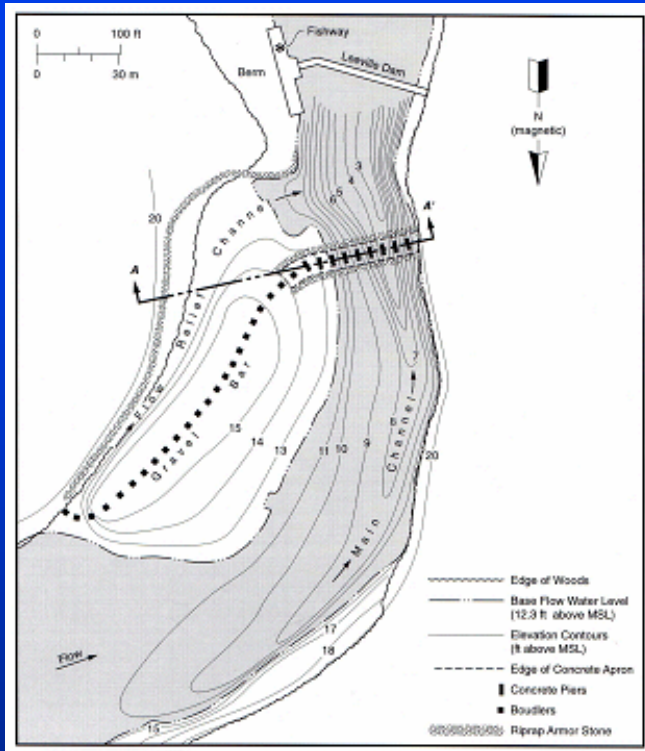 0 100 ft
0 30 m
Fishway
Leeville Dam
Berm
N
(magnetic)
3
4
5
6
20
A'
A
Flow Relief Channel
Gravel Bar
15
14
13
11
10
9
8
7
Main Channel
20
17
18
15
Flow
Edge of Woods
Base Flow Water Level
(12.3 ft above MSL)
Elevation Contours
(ft above MSL)
Edge of Concrete Apron
Concrete Piers
Boudlers
Riprap Armor Stone